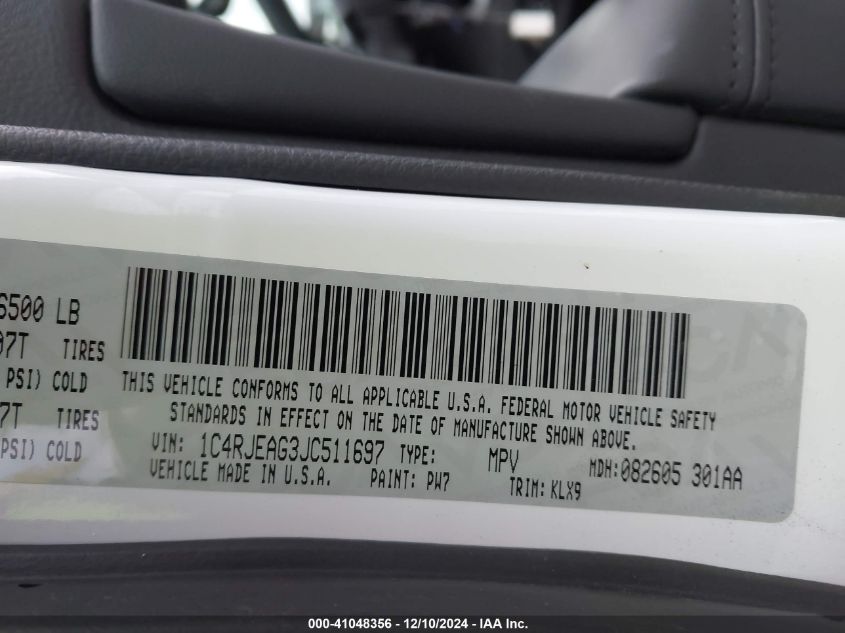 6500 LB
07T TIRES
PSI) COLD
7T TIRES
PSI) COLD
THIS VEHICLE CONFORMS TO ALL APPLICABLE U.S.A. FEDERAL MOTOR VEHICLE SAFETY
STANDARDS IN EFFECT ON THE DATE OF MANUFACTURE SHOWN ABOVE.
VIN: 1C4RJEAG3JC511697 TYPE: MPV MDH:082605 301AA
VEHICLE MADE IN U.S.A. PAINT: PW7 TRIM: KLX9
000-41048356 - 12/10/2024 - IAA Inc.